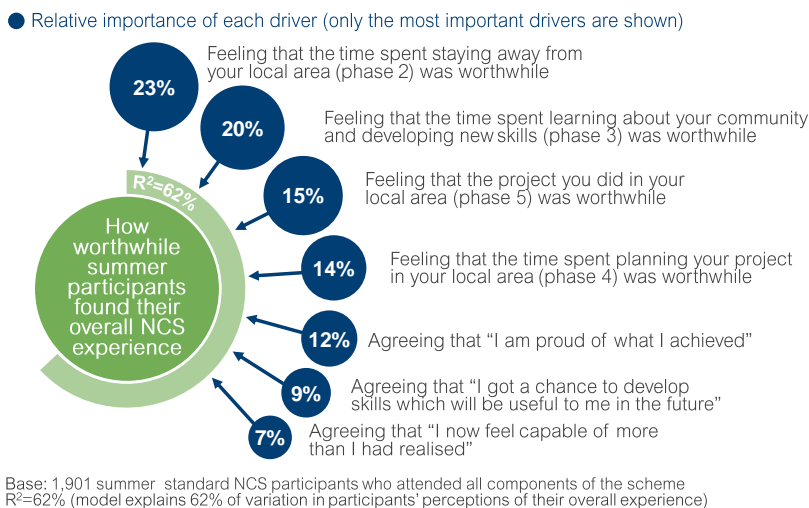 Relative importance of each driver (only the most important drivers are shown)
23%
Feeling that the time spent staying away from
your local area (phase 2) was worthwhile
20%
Feeling that the time spent learning about your community
and developing new skills (phase 3) was worthwhile
15%
Feeling that the project you did in your
local area (phase 5) was worthwhile
14%
Feeling that the time spent planning your project
in your local area (phase 4) was worthwhile
12%
Agreeing that “I am proud of what I achieved”
9%
Agreeing that “I got a chance to develop
skills which will be useful to me in the future”
7%
Agreeing that “I now feel capable of more
than I had realised”
R²=62%
How
worthwhile
summer
participants
found their
overall NCS
experience
Base: 1,901 summer standard NCS participants who attended all components of the scheme
R²=62% (model explains 62% of variation in participants’ perceptions of their overall experience)